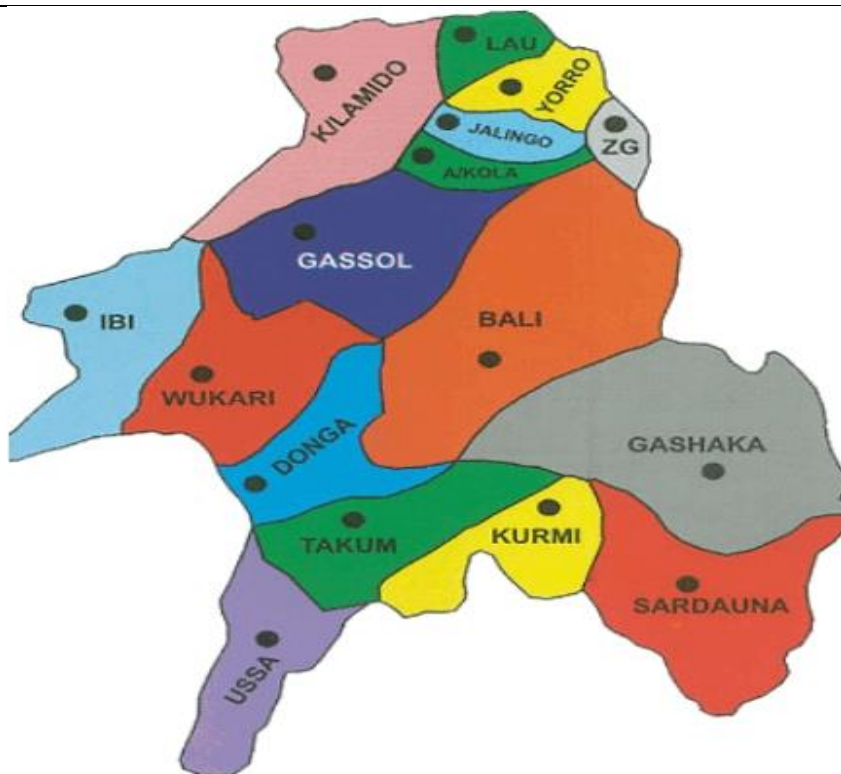 LAU
K/LAMIDO
YORRO
JALINGO
ZG
A/KOLA
GASSOL
IBI
BALI
WUKARI
GASHAKA
DONGA
KURMI
TAKUM
SARDAUNA
USSA